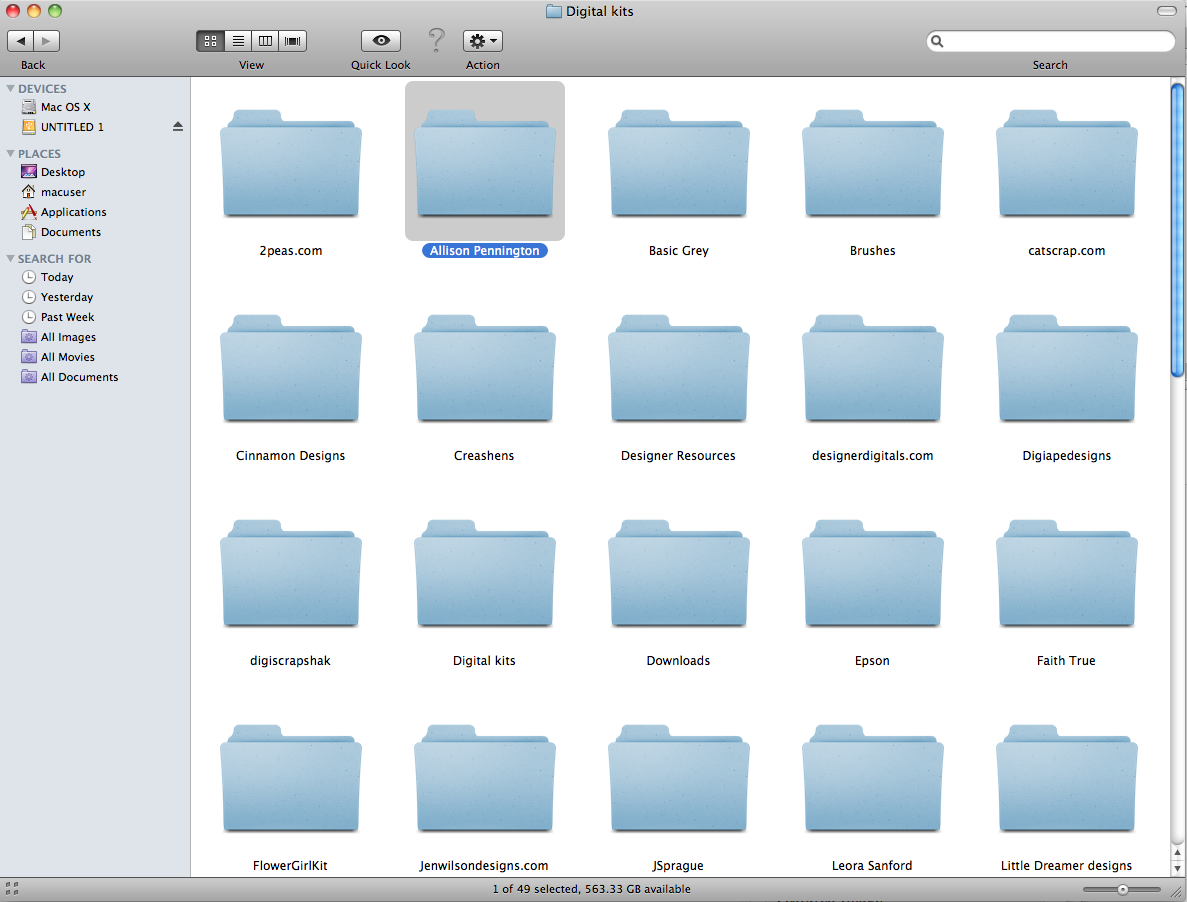 Digital kits
Back
View
Quick Look
Action
Search
DEVICES
Mac OS X
UNTITLED 1
PLACES
Desktop
macuser
Applications
Documents
SEARCH FOR
Today
Yesterday
Past Week
All Images
All Movies
All Documents
2peas.com
Allison Pennington
Basic Grey
Brushes
catscrap.com
Cinnamon Designs
Creashens
Designer Resources
designerdigitals.com
Digiapedesigns
digiscrapshak
Digital kits
Downloads
Epson
Faith True
FlowerGirlKit
Jenwilsondesigns.com
JSprague
Leora Sanford
Little Dreamer designs
1 of 49 selected, 563.33 GB available